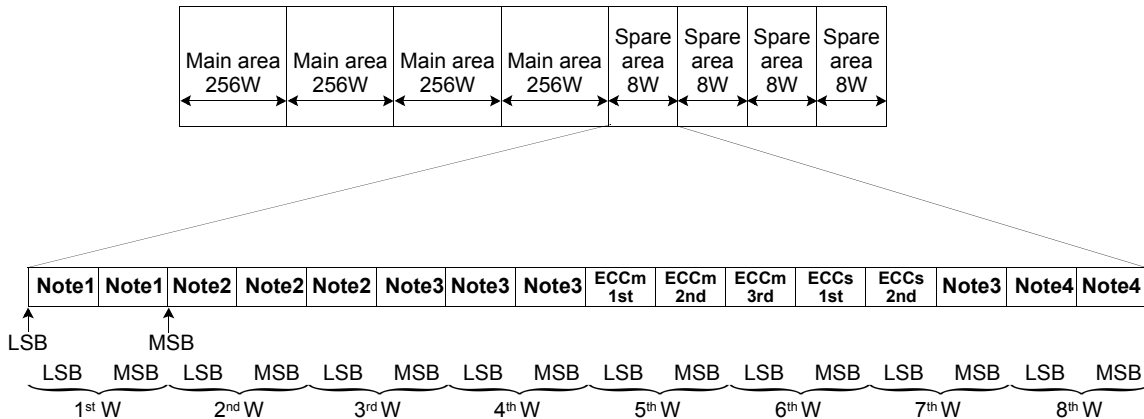 Main area 256W Main area 256W Main area 256W Main area 256W Spare area 8W Spare area 8W Spare area 8W Spare area 8W
Note1 Note1 Note2 Note2 Note2 Note3 Note3 Note3 ECCm 1st ECCm 2nd ECCm 3rd ECCs 1st ECCs 2nd Note3 Note4 Note4
LSB MSB
LSB MSB LSB MSB LSB MSB LSB MSB LSB MSB LSB MSB LSB MSB LSB MSB
1st W 2nd W 3rd W 4th W 5th W 6th W 7th W 8th W